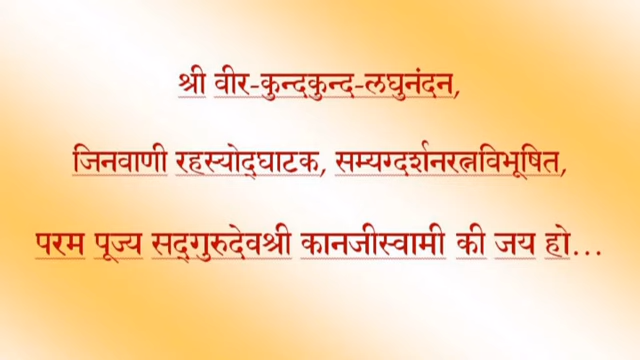 श्री वीर-कुन्दकुन्द-लघुनंदन,
जिनवाणी रहस्योद्घाटक, सम्यग्दर्शनरत्नविभूषित,
परम पूज्य सद्गुरुदेवश्री कानजीस्वामी की जय हो...